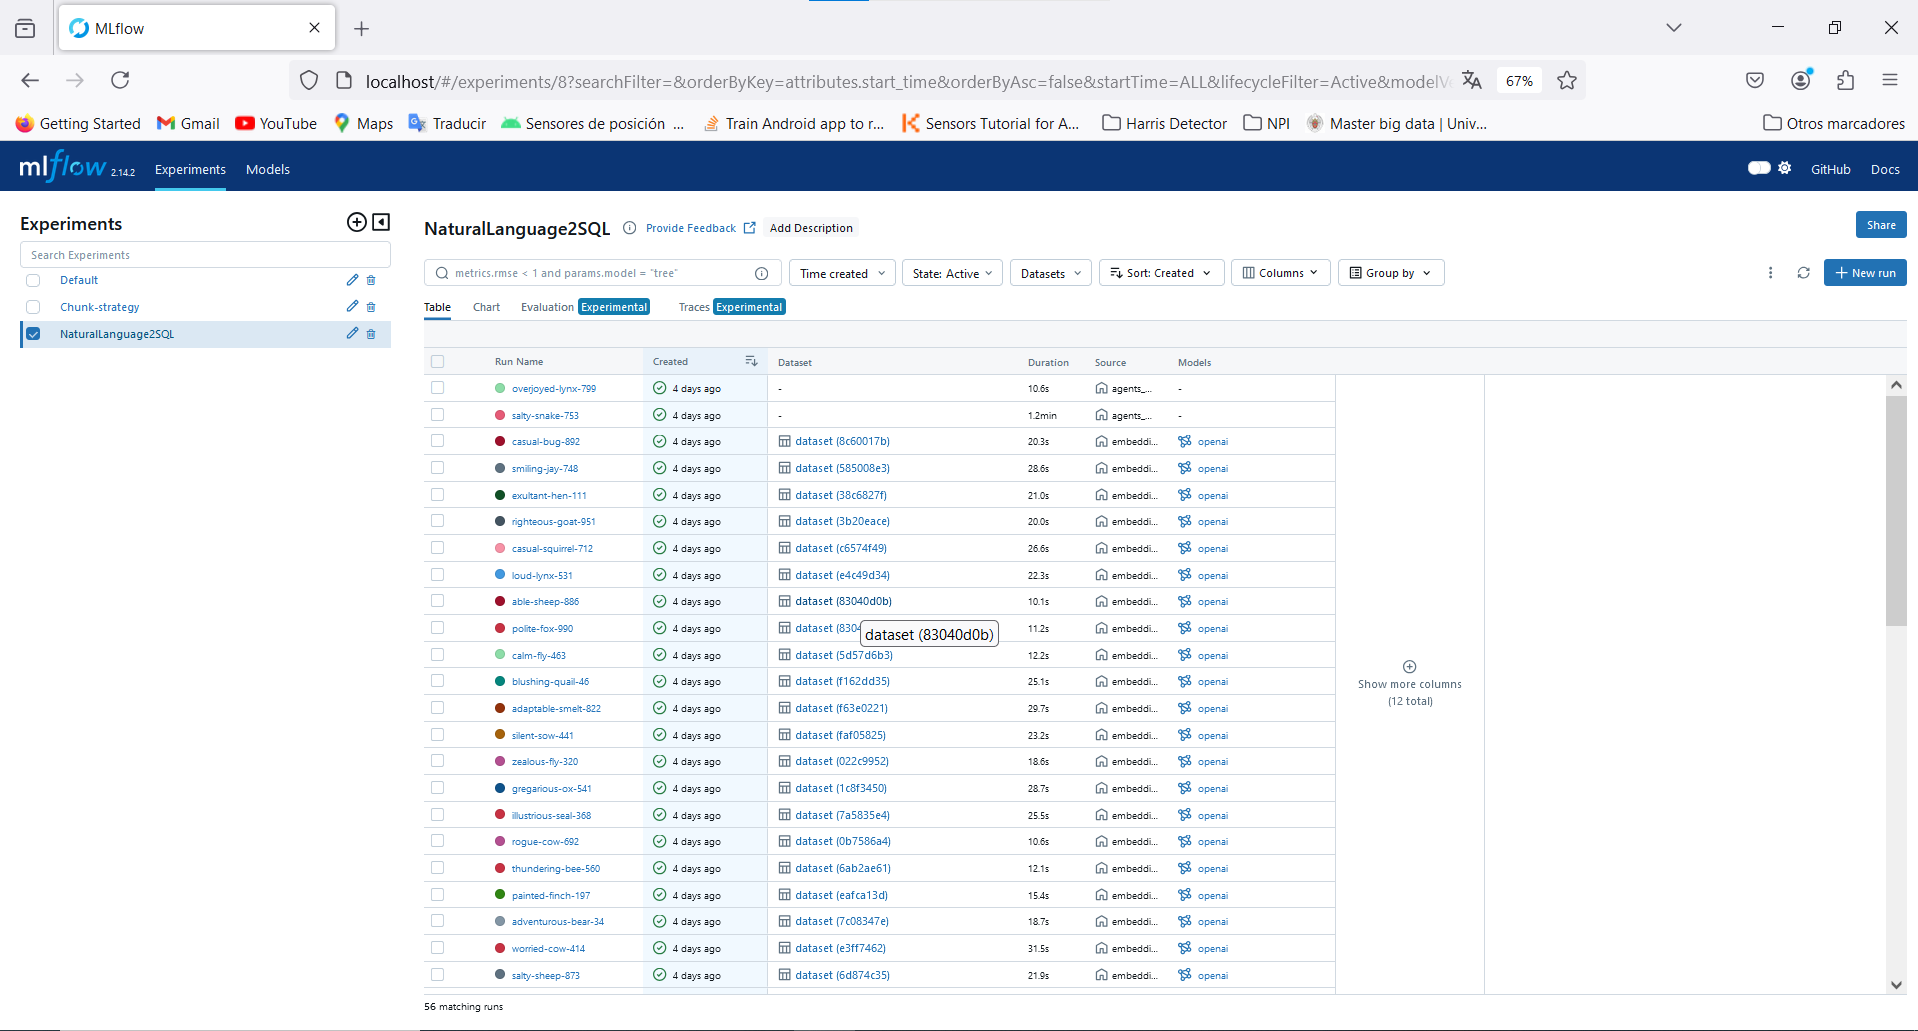 MLflow
localhost/#/experiments/8?searchFilter=&orderByKey=attributes.start_time&orderByAsc=false&startTime=ALL&lifecycleFilter=Active&modelVe 67%
Getting Started Gmail YouTube Maps Traducir Sensores de posición ... Train Android app to r... Sensors Tutorial for A... Harris Detector NPI Master big data | Univ... Otros marcadores
mlflow 2.14.2 Experiments Models GitHub Docs
Experiments
Search Experiments
Default
Chunk-strategy
NaturalLanguage2SQL
NaturalLanguage2SQL Provide Feedback Add Description Share
metrics.rmse < 1 and params.model = "tree" Time created State: Active Datasets Sort: Created Columns Group by + New run
Table Chart Evaluation Experimental Traces Experimental
Run Name Created Dataset Duration Source Models
overjoyed-lynx-799 4 days ago - 10.6s agents_... -
salty-snake-753 4 days ago - 1.2min agents_... -
casual-bug-892 4 days ago dataset (8c60017b) 20.3s embeddi... openai
smiling-jay-748 4 days ago dataset (585008e3) 28.6s embeddi... openai
exultant-hen-111 4 days ago dataset (38c6827f) 21.0s embeddi... openai
righteous-goat-951 4 days ago dataset (3b20eace) 20.0s embeddi... openai
casual-squirrel-712 4 days ago dataset (c6574f49) 26.6s embeddi... openai
loud-lynx-531 4 days ago dataset (e4c49d34) 22.3s embeddi... openai
able-sheep-886 4 days ago dataset (83040d0b) 10.1s embeddi... openai
polite-fox-990 4 days ago dataset (8304 11.2s embeddi... openai
dataset (83040d0b)
calm-fly-463 4 days ago dataset (5d57d6b3) 12.2s embeddi... openai
blushing-quail-46 4 days ago dataset (f162dd35) 25.1s embeddi... openai
adaptable-smelt-822 4 days ago dataset (f63e0221) 29.7s embeddi... openai
silent-sow-441 4 days ago dataset (faf05825) 23.2s embeddi... openai
zealous-fly-320 4 days ago dataset (022c9952) 18.6s embeddi... openai
gregarious-ox-541 4 days ago dataset (1c8f3450) 28.7s embeddi... openai
illustrious-seal-368 4 days ago dataset (7a5835e4) 25.5s embeddi... openai
rogue-cow-692 4 days ago dataset (0b7586a4) 10.6s embeddi... openai
thundering-bee-560 4 days ago dataset (6ab2ae61) 12.1s embeddi... openai
painted-finch-197 4 days ago dataset (eafca13d) 15.4s embeddi... openai
adventurous-bear-34 4 days ago dataset (7c08347e) 18.7s embeddi... openai
worried-cow-414 4 days ago dataset (e3ff7462) 31.5s embeddi... openai
salty-sheep-873 4 days ago dataset (6d874c35) 21.9s embeddi... openai
Show more columns
(12 total)
56 matching runs